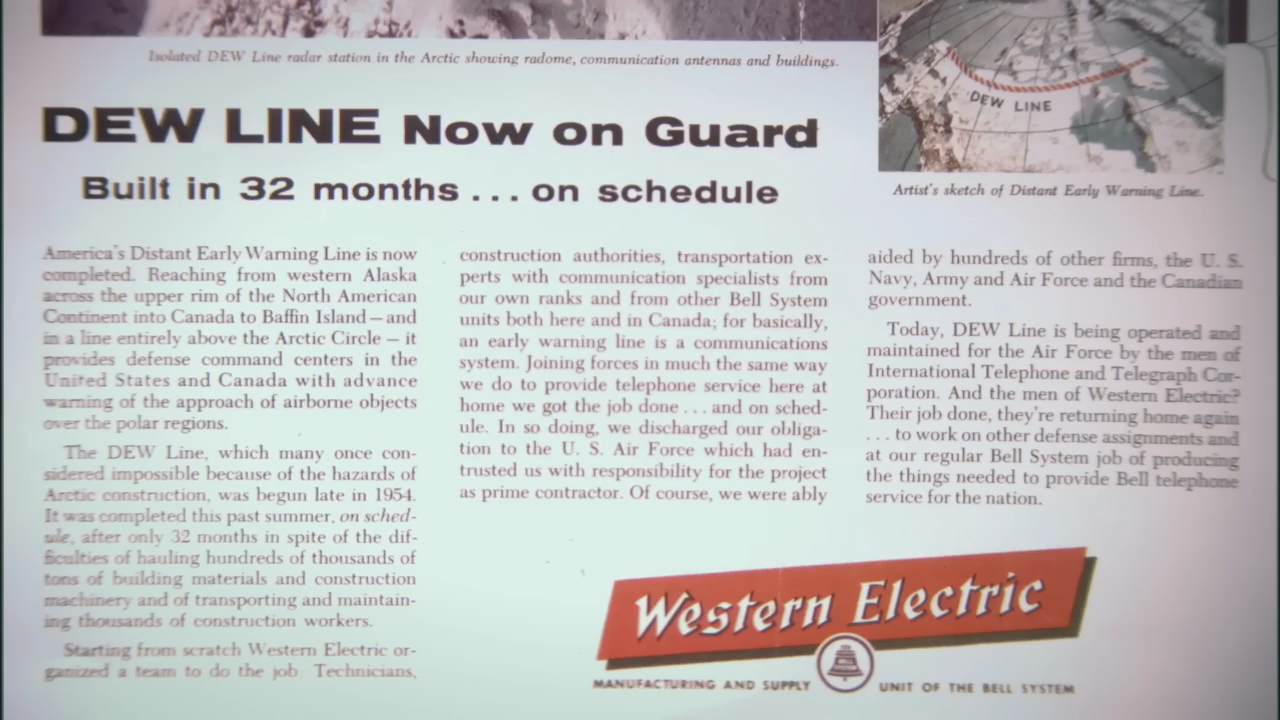 Isolated DEW Line radar station in the Arctic showing radome, communication antennas and buildings.
DEW LINE
Artist's sketch of Distant Early Warning Line.
DEW LINE Now on Guard
Built in 32 months . . . on schedule
America's Distant Early Warning Line is now
completed. Reaching from western Alaska
across the upper rim of the North American
Continent into Canada to Baffin Island — and
in a line entirely above the Arctic Circle — it
provides defense command centers in the
United States and Canada with advance
warning of the approach of airborne objects
over the polar regions.
The DEW Line, which many once con-
sidered impossible because of the hazards of
Arctic construction, was begun late in 1954.
It was completed this past summer, on sched-
ule, after only 32 months in spite of the dif-
ficulties of hauling hundreds of thousands of
tons of building materials and construction
machinery and of transporting and maintain-
ing thousands of construction workers.
Starting from scratch Western Electric or-
ganized a team to do the job: Technicians,
construction authorities, transportation ex-
perts with communication specialists from
our own ranks and from other Bell System
units both here and in Canada; for basically,
an early warning line is a communications
system. Joining forces in much the same way
we do to provide telephone service here at
home we got the job done . . . and on sched-
ule. In so doing, we discharged our obliga-
tion to the U. S. Air Force which had en-
trusted us with responsibility for the project
as prime contractor. Of course, we were ably
aided by hundreds of other firms, the U. S.
Navy, Army and Air Force and the Canadian
government.
Today, DEW Line is being operated and
maintained for the Air Force by the men of
International Telephone and Telegraph Cor-
poration. And the men of Western Electric?
Their job done, they're returning home again
. . . to work on other defense assignments and
at our regular Bell System job of producing
the things needed to provide Bell telephone
service for the nation.
Western Electric
BELL SYSTEM
MANUFACTURING AND SUPPLY UNIT OF THE BELL SYSTEM